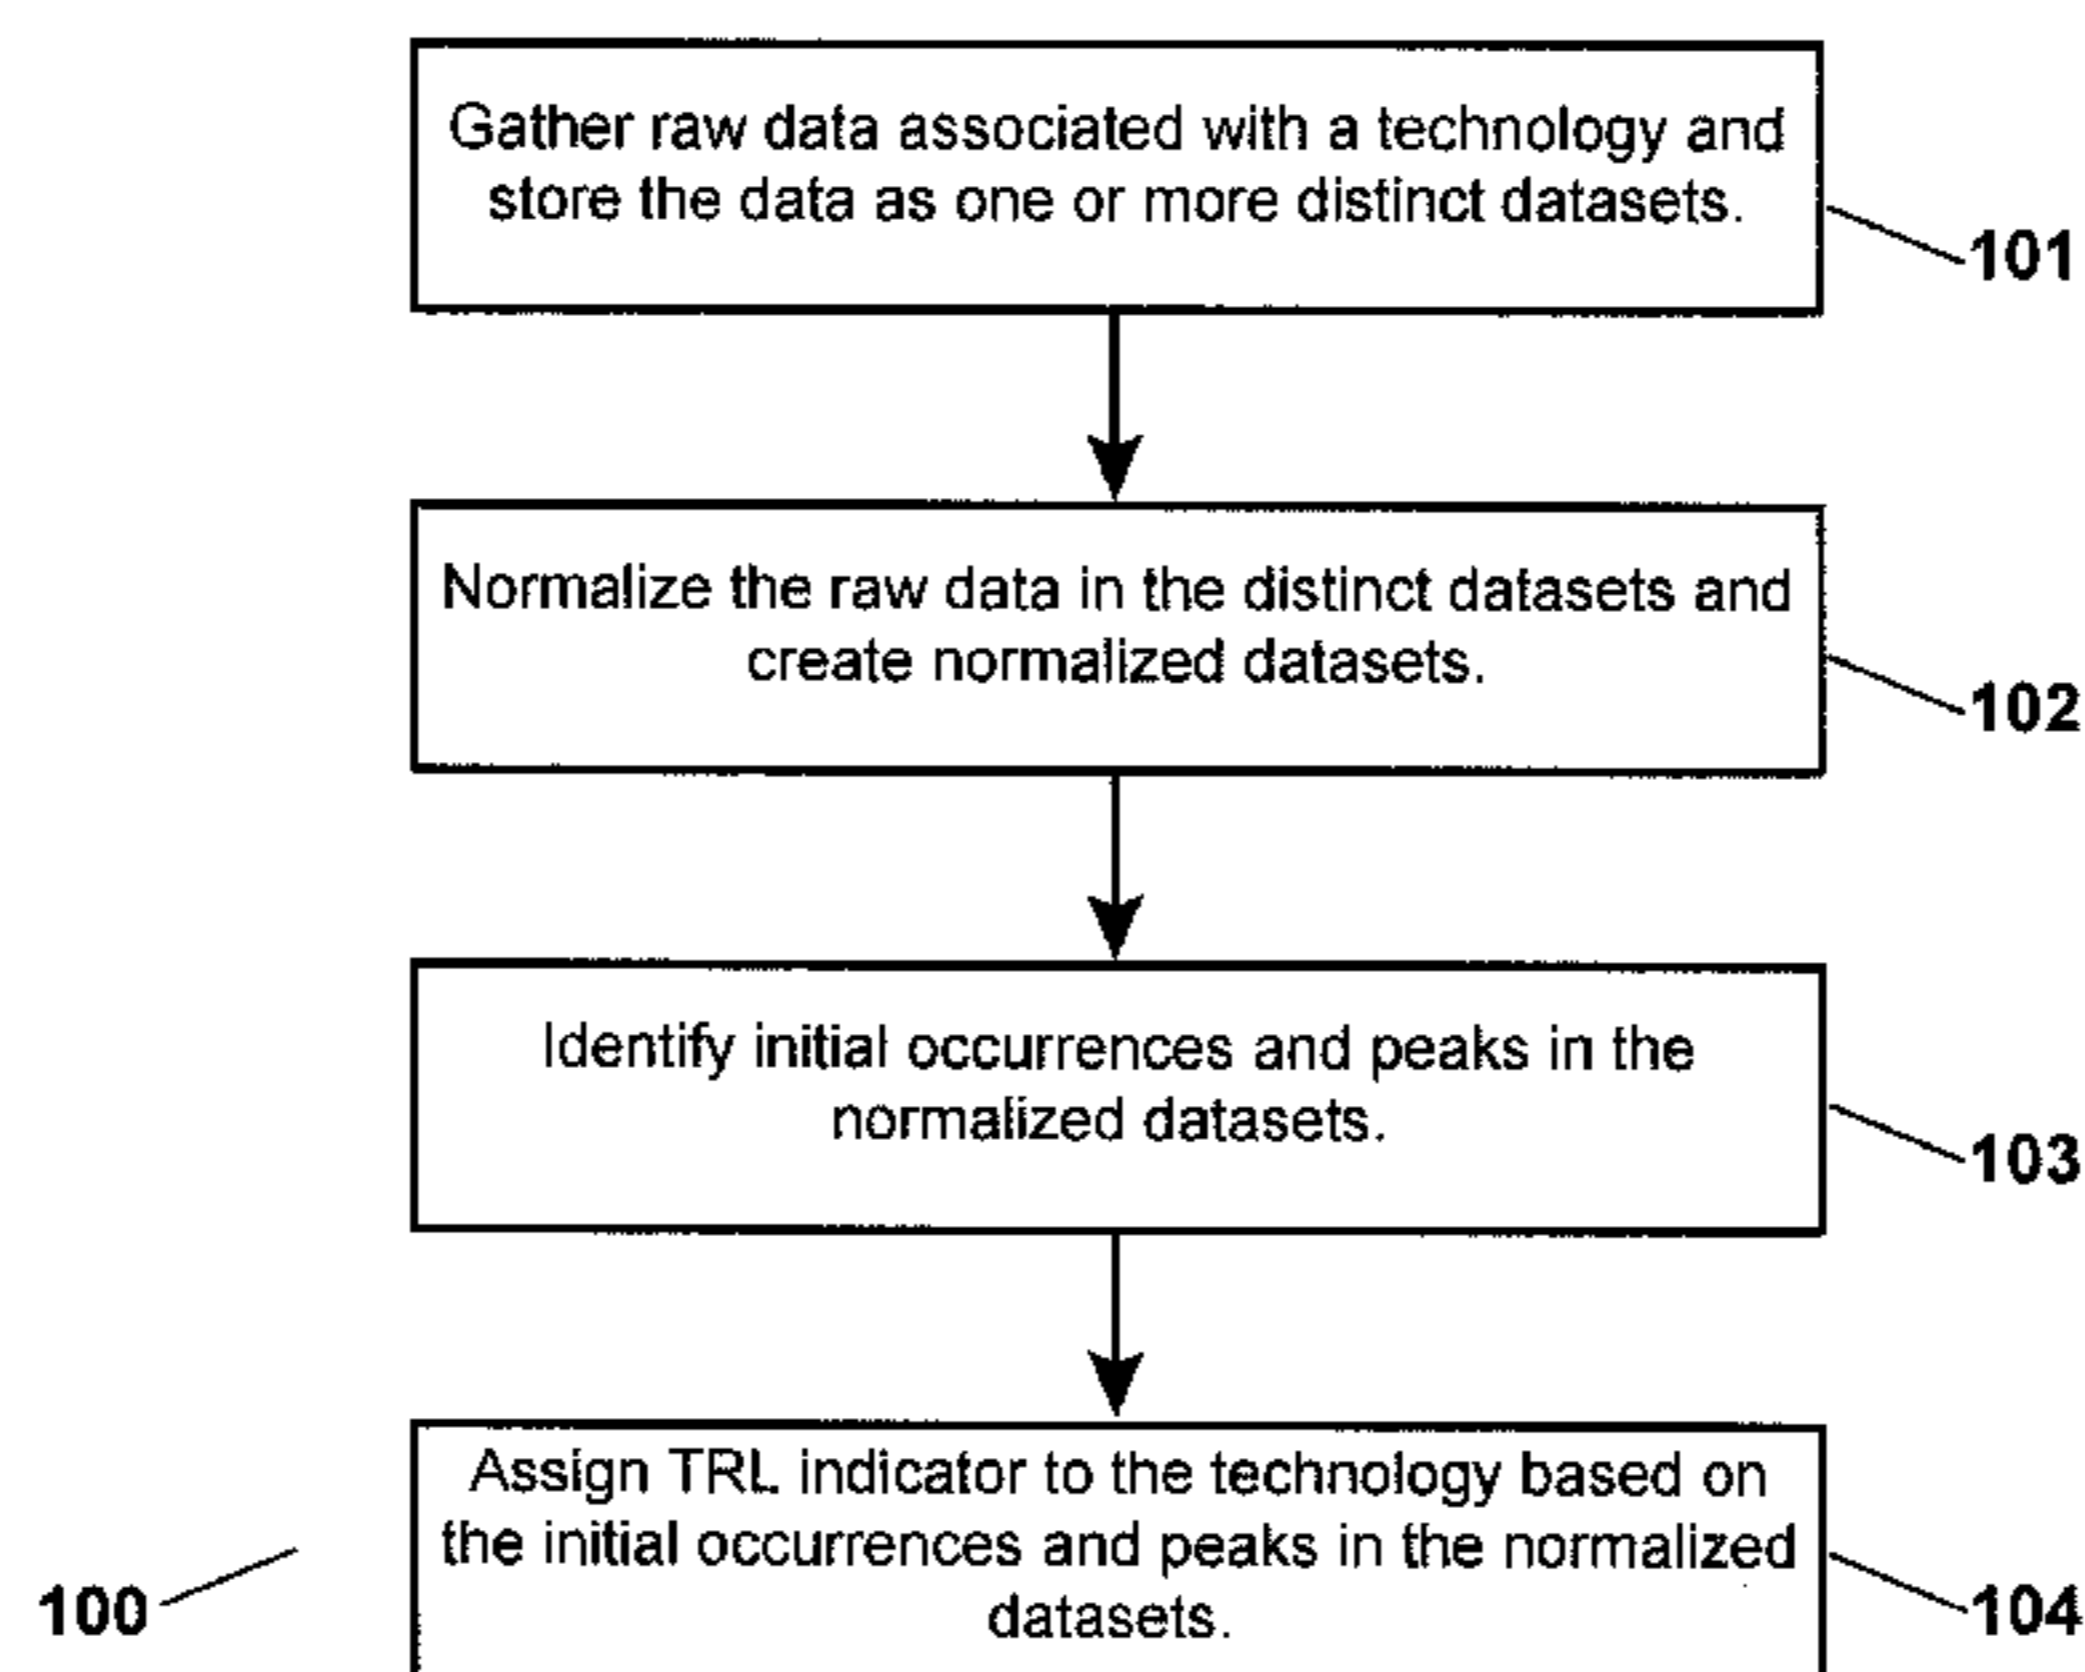 Gather raw data associated with a technology and
store the data as one or more distinct datasets.
101
Normalize the raw data in the distinct datasets and
create normalized datasets.
102
Identify initial occurrences and peaks in the
normalized datasets.
103
Assign TRL indicator to the technology based on
the initial occurrences and peaks in the normalized
datasets.
100
104